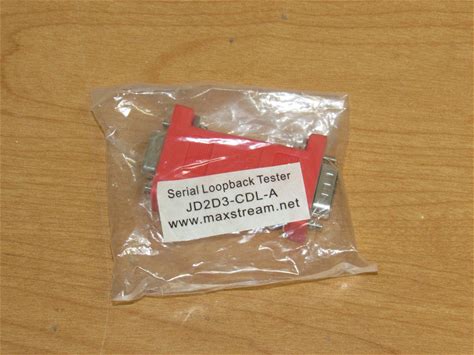 Serial Loopback Tester
JD2D3-CDL-A
www.maxstream.net